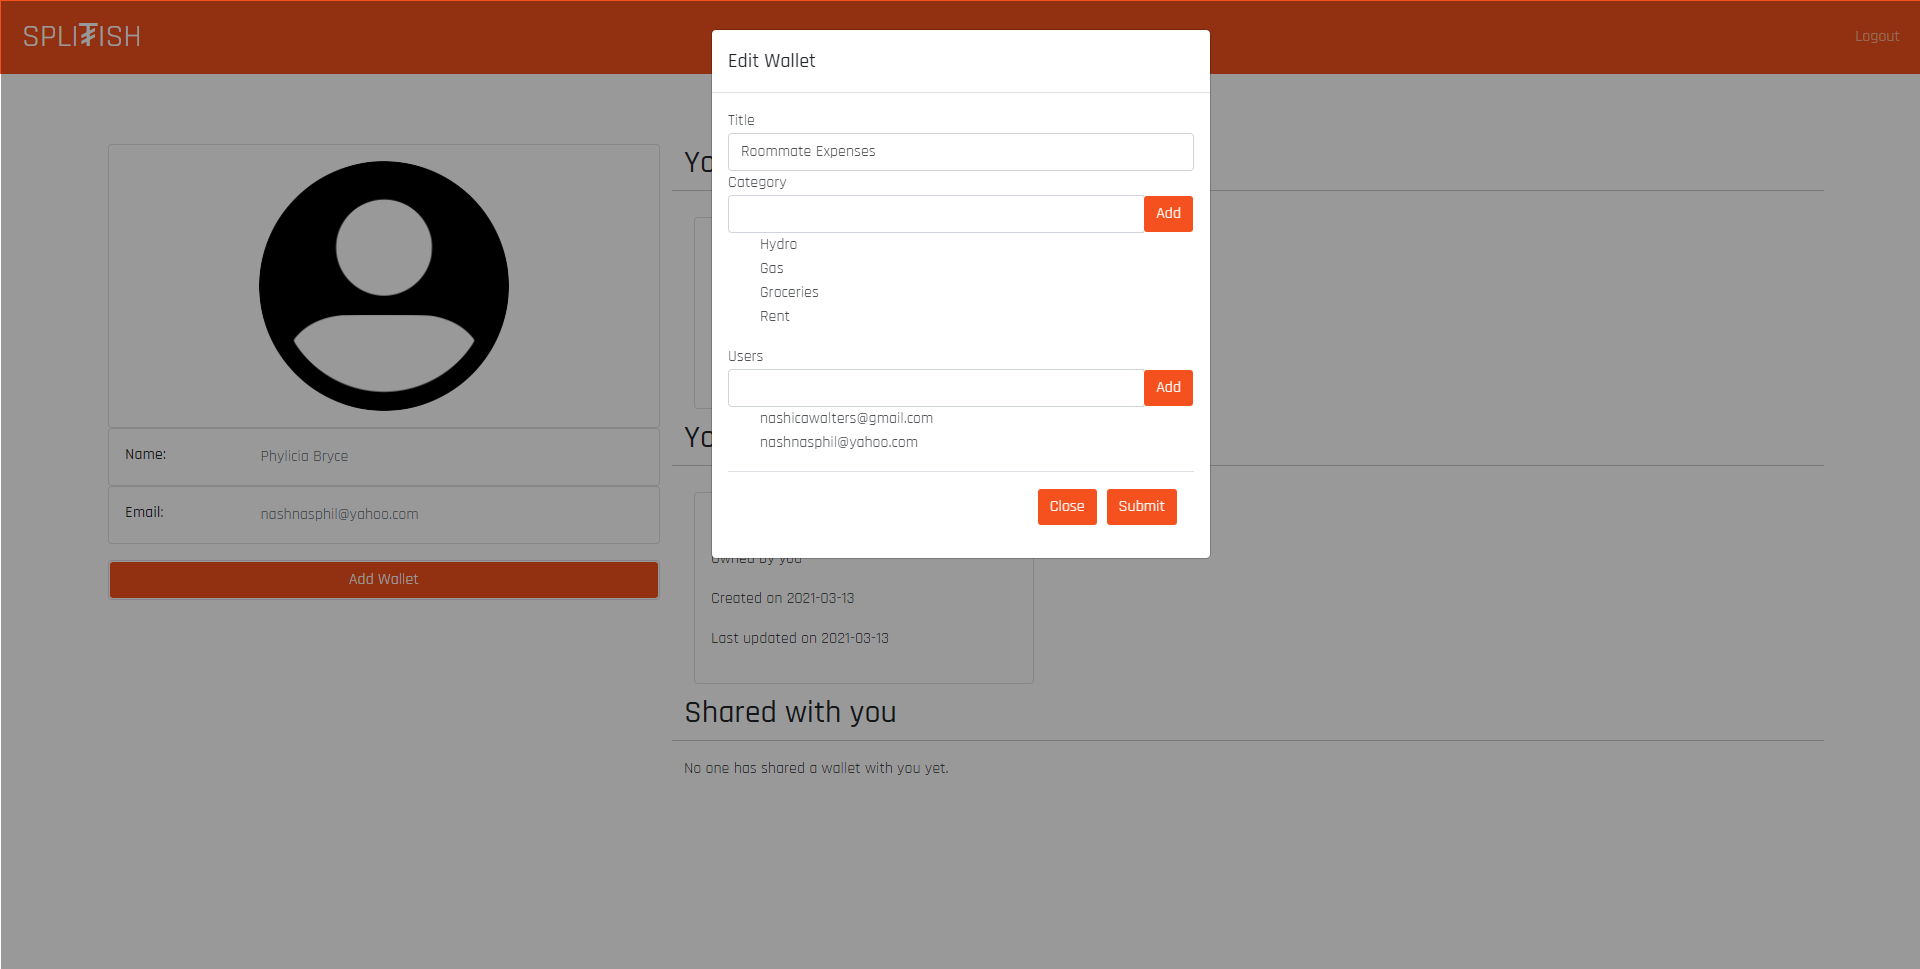 SPLITISH
Logout
Edit Wallet
Title
Roommate Expenses
Category
Add
Hydro
Gas
Groceries
Rent
Users
Add
nashicawalters@gmail.com
nashnasphil@yahoo.com
Close Submit
Name: Phylicia Bryce
Email: nashnasphil@yahoo.com
Add Wallet
Yo
Yo
Owned by you
Created on 2021-03-13
Last updated on 2021-03-13
Shared with you
No one has shared a wallet with you yet.